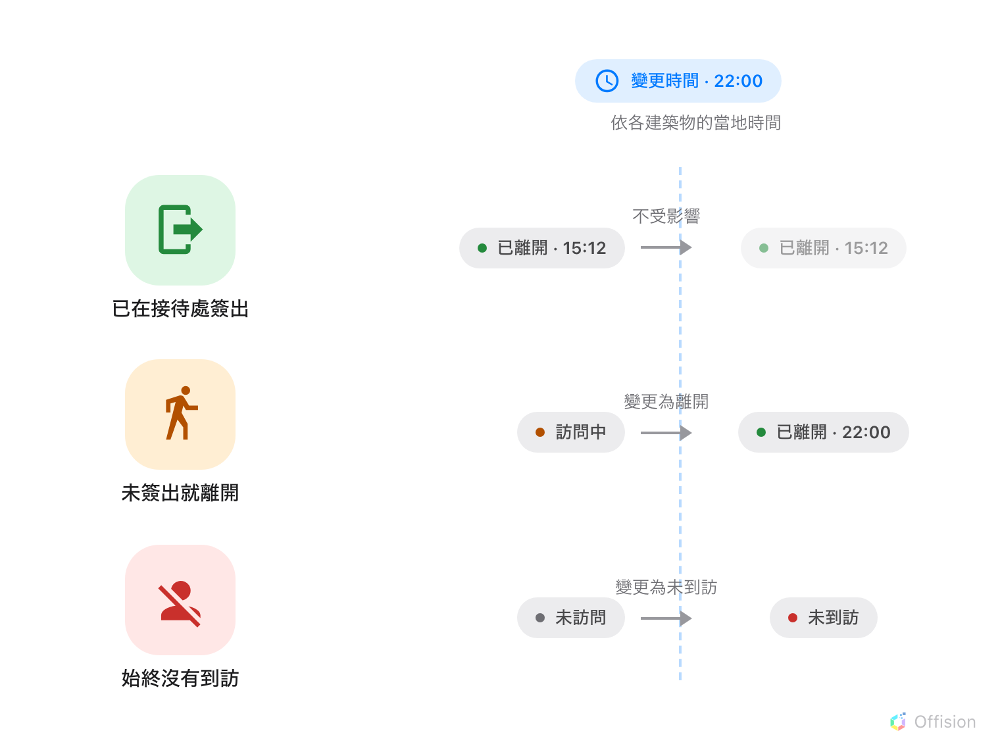 變更時間 · 22:00
依各建築物的當地時間
不受影響
已離開 · 15:12
已離開 · 15:12
已在接待處簽出
變更為離開
訪問中
已離開 · 22:00
未簽出就離開
變更為未到訪
未訪問
未到訪
始終沒有到訪
Offision